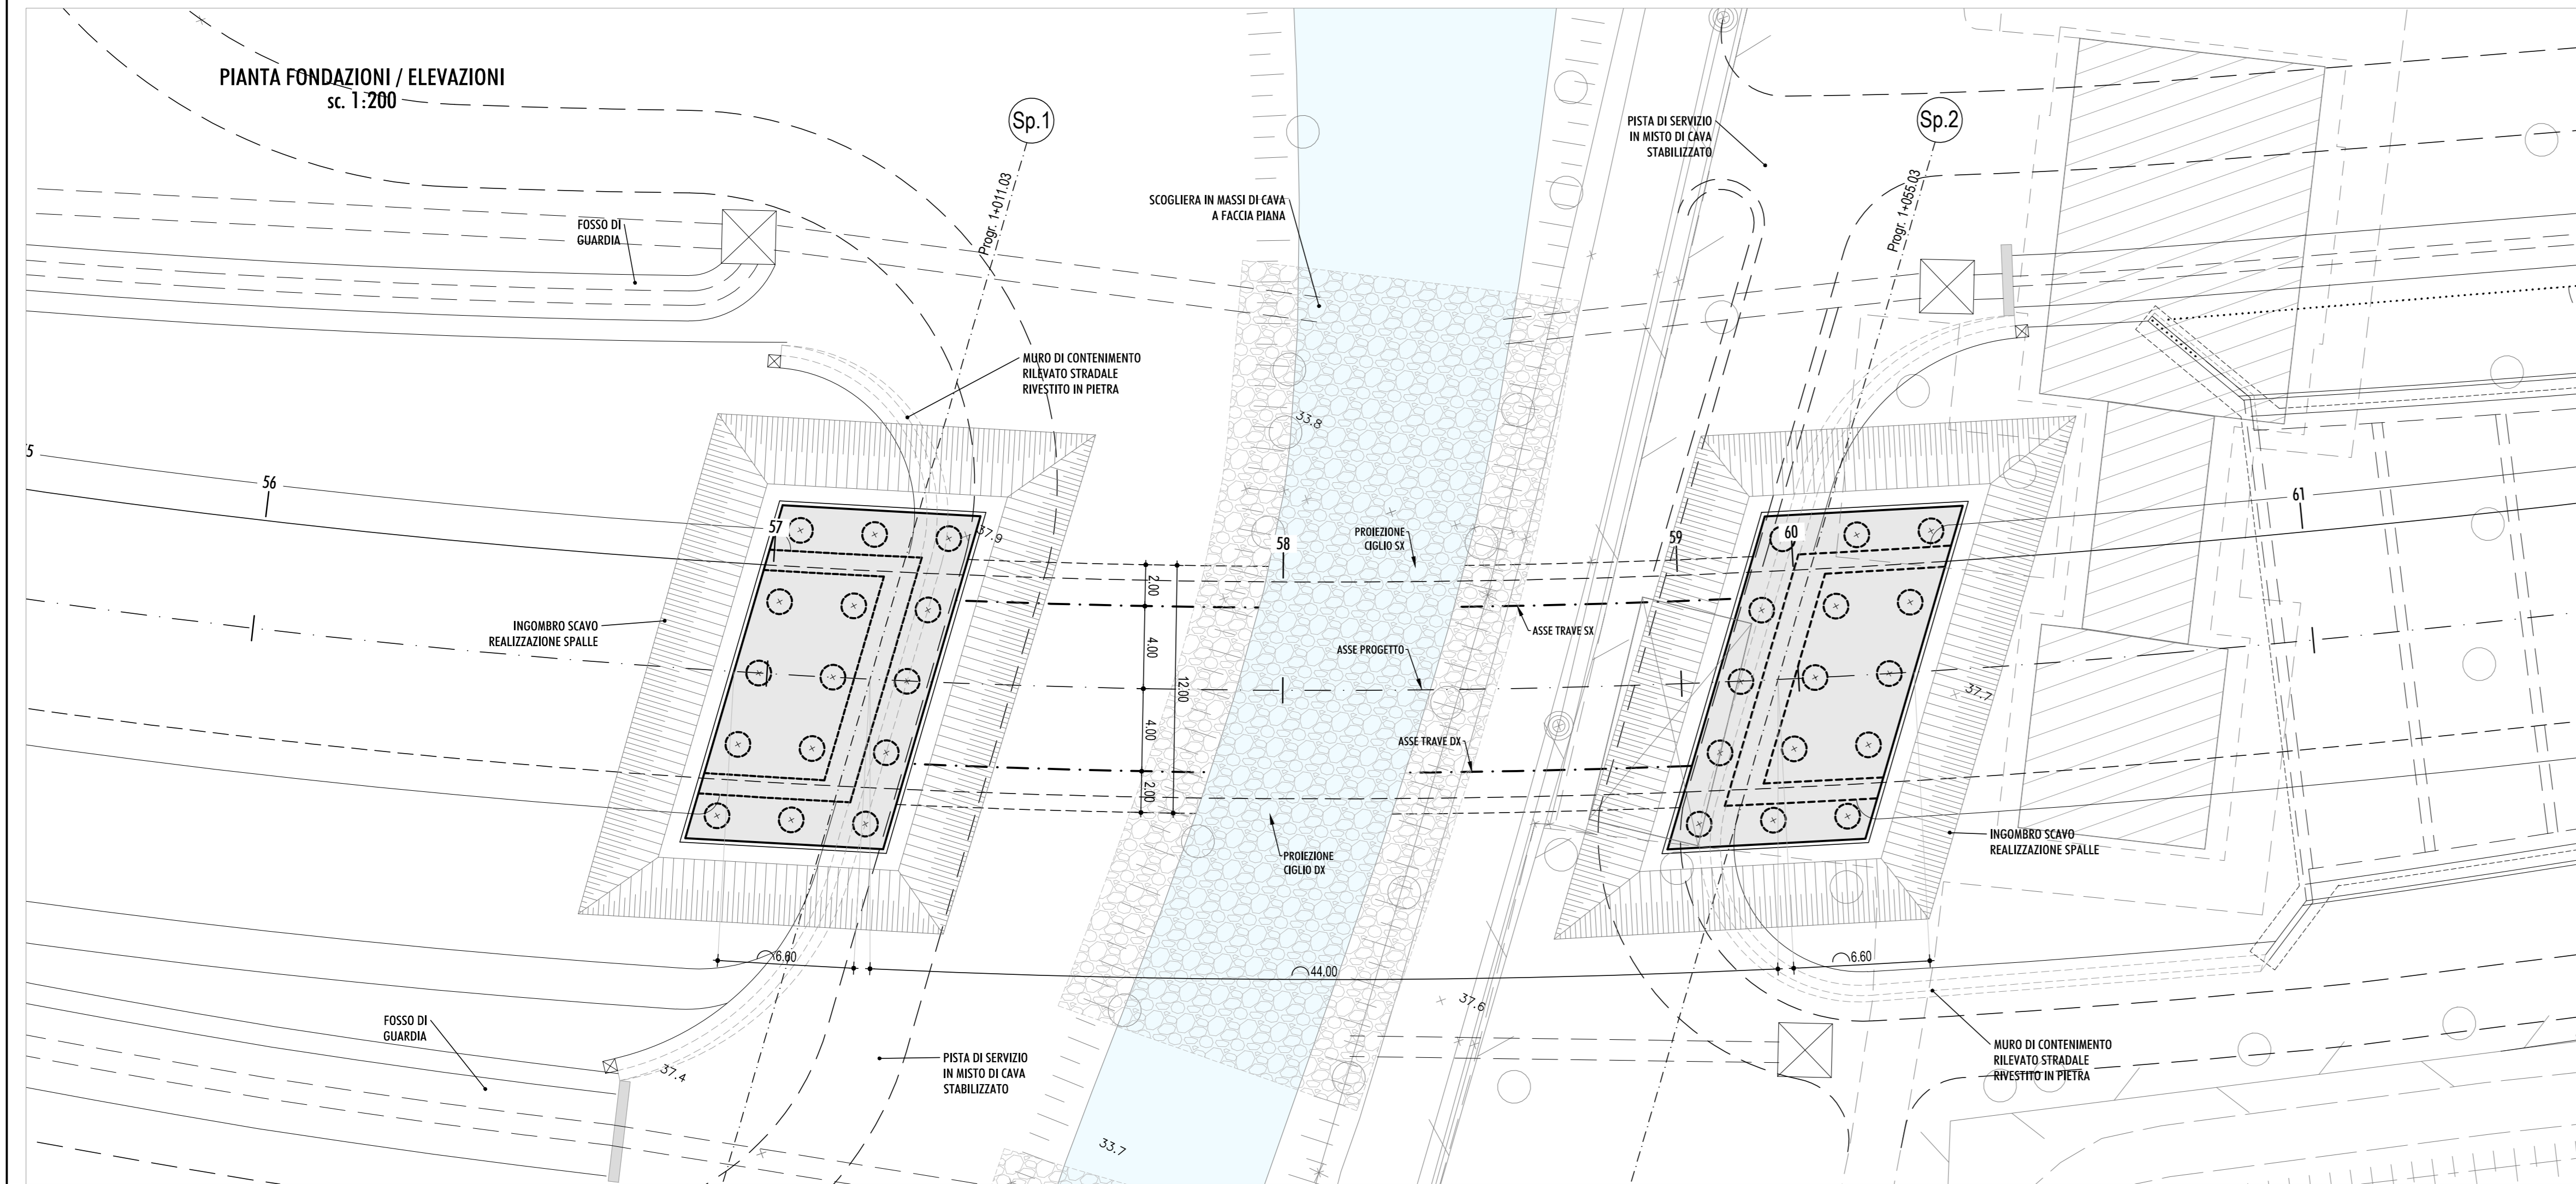 PIANTA FONDAZIONI / ELEVAZIONI
sc. 1:200
Sp.1
Sp.2
Progr. 1+011.03
Progr. 1+055.03
PISTA DI SERVIZIO
IN MISTO DI CAVA
STABILIZZATO
SCOGLIERA IN MASSI DI CAVA
A FACCIA PIANA
FOSSO DI
GUARDIA
MURO DI CONTENIMENTO
RILEVATO STRADALE
RIVESTITO IN PIETRA
33.8
56
57
37.9
58
59
60
61
PROIEZIONE
CIGLIO SX
2.00
4.00
12.00
4.00
2.00
INGOMBRO SCAVO
REALIZZAZIONE SPALLE
ASSE TRAVE SX
ASSE PROGETTO
37.7
ASSE TRAVE DX
PROIEZIONE
CIGLIO DX
INGOMBRO SCAVO
REALIZZAZIONE SPALLE
6.60
44.00
6.60
37.6
FOSSO DI
GUARDIA
37.4
PISTA DI SERVIZIO
IN MISTO DI CAVA
STABILIZZATO
MURO DI CONTENIMENTO
RILEVATO STRADALE
RIVESTITO IN PIETRA
33.7